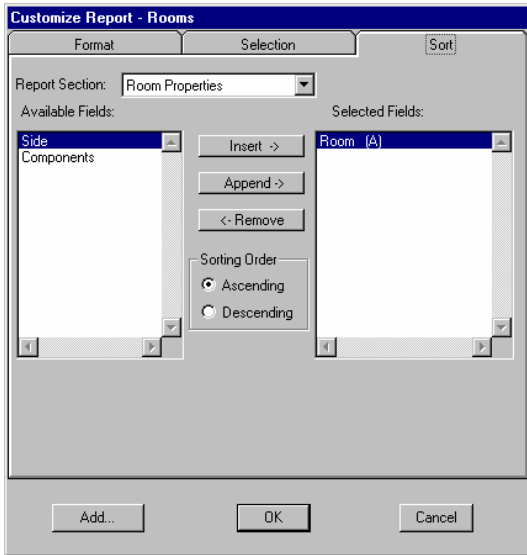 Customize Report - Rooms
Format Selection Sort
Report Section: Room Properties
Available Fields: Selected Fields:
Side
Components
Insert ->
Append ->
<- Remove
Room (A)
Sorting Order
Ascending
Descending
Add... OK Cancel